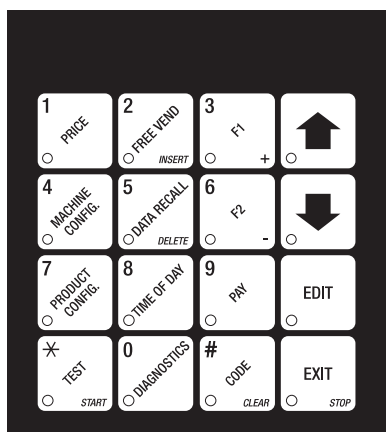 1
PRICE
2
FREE VEND
INSERT
3
F1
+
4
MACHINE
CONFIG.
5
DATA RECALL
DELETE
6
F2
-
7
PRODUCT
CONFIG.
8
TIME OF DAY
9
PAY
EDIT
*
TEST
START
0
DIAGNOSTICS
#
CODE
CLEAR
EXIT
STOP